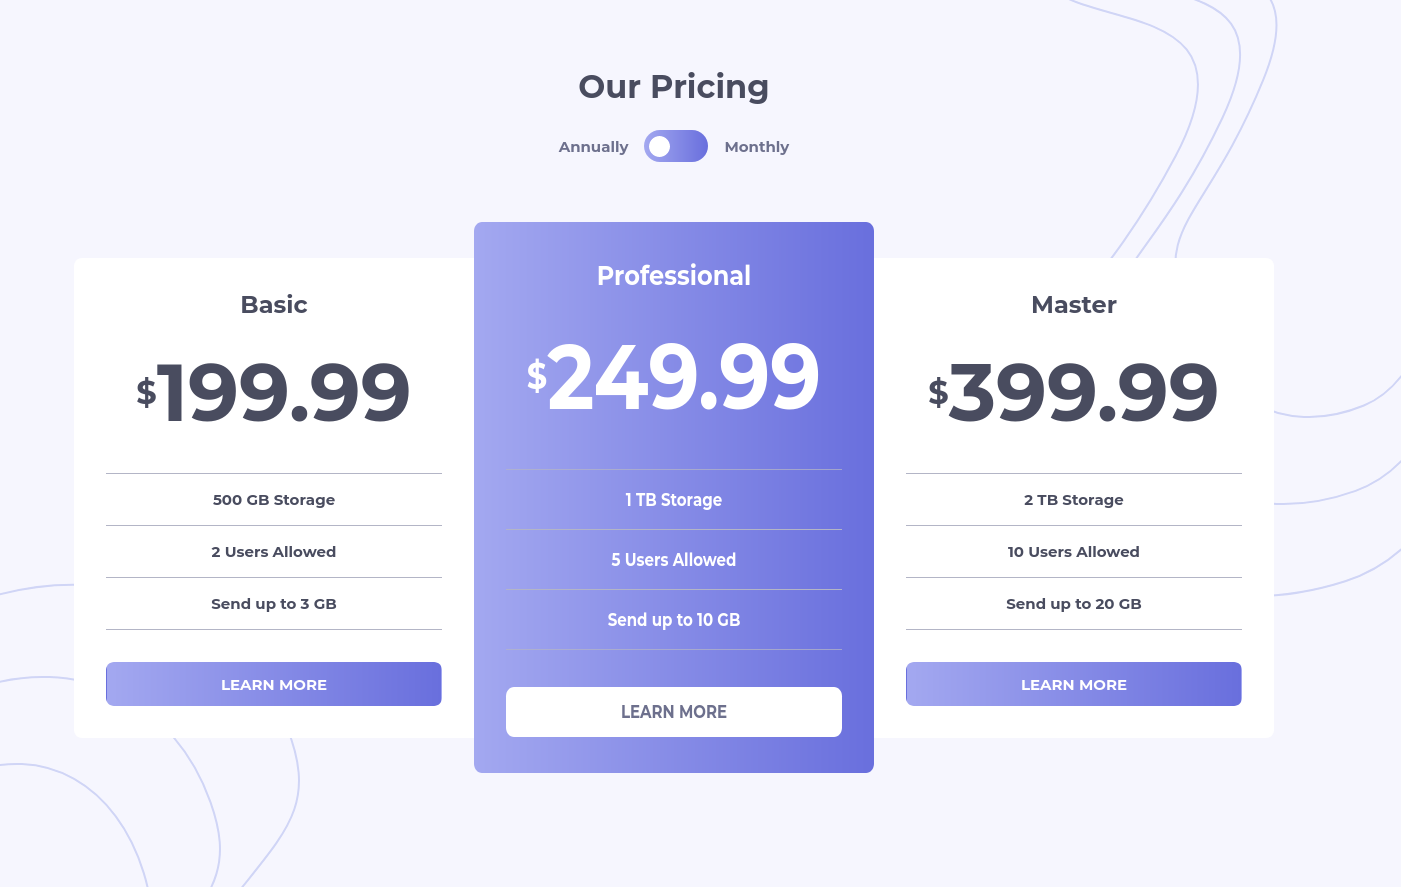 Our Pricing
Annually Monthly
Basic
$199.99
500 GB Storage
2 Users Allowed
Send up to 3 GB
LEARN MORE
Professional
$249.99
1 TB Storage
5 Users Allowed
Send up to 10 GB
LEARN MORE
Master
$399.99
2 TB Storage
10 Users Allowed
Send up to 20 GB
LEARN MORE